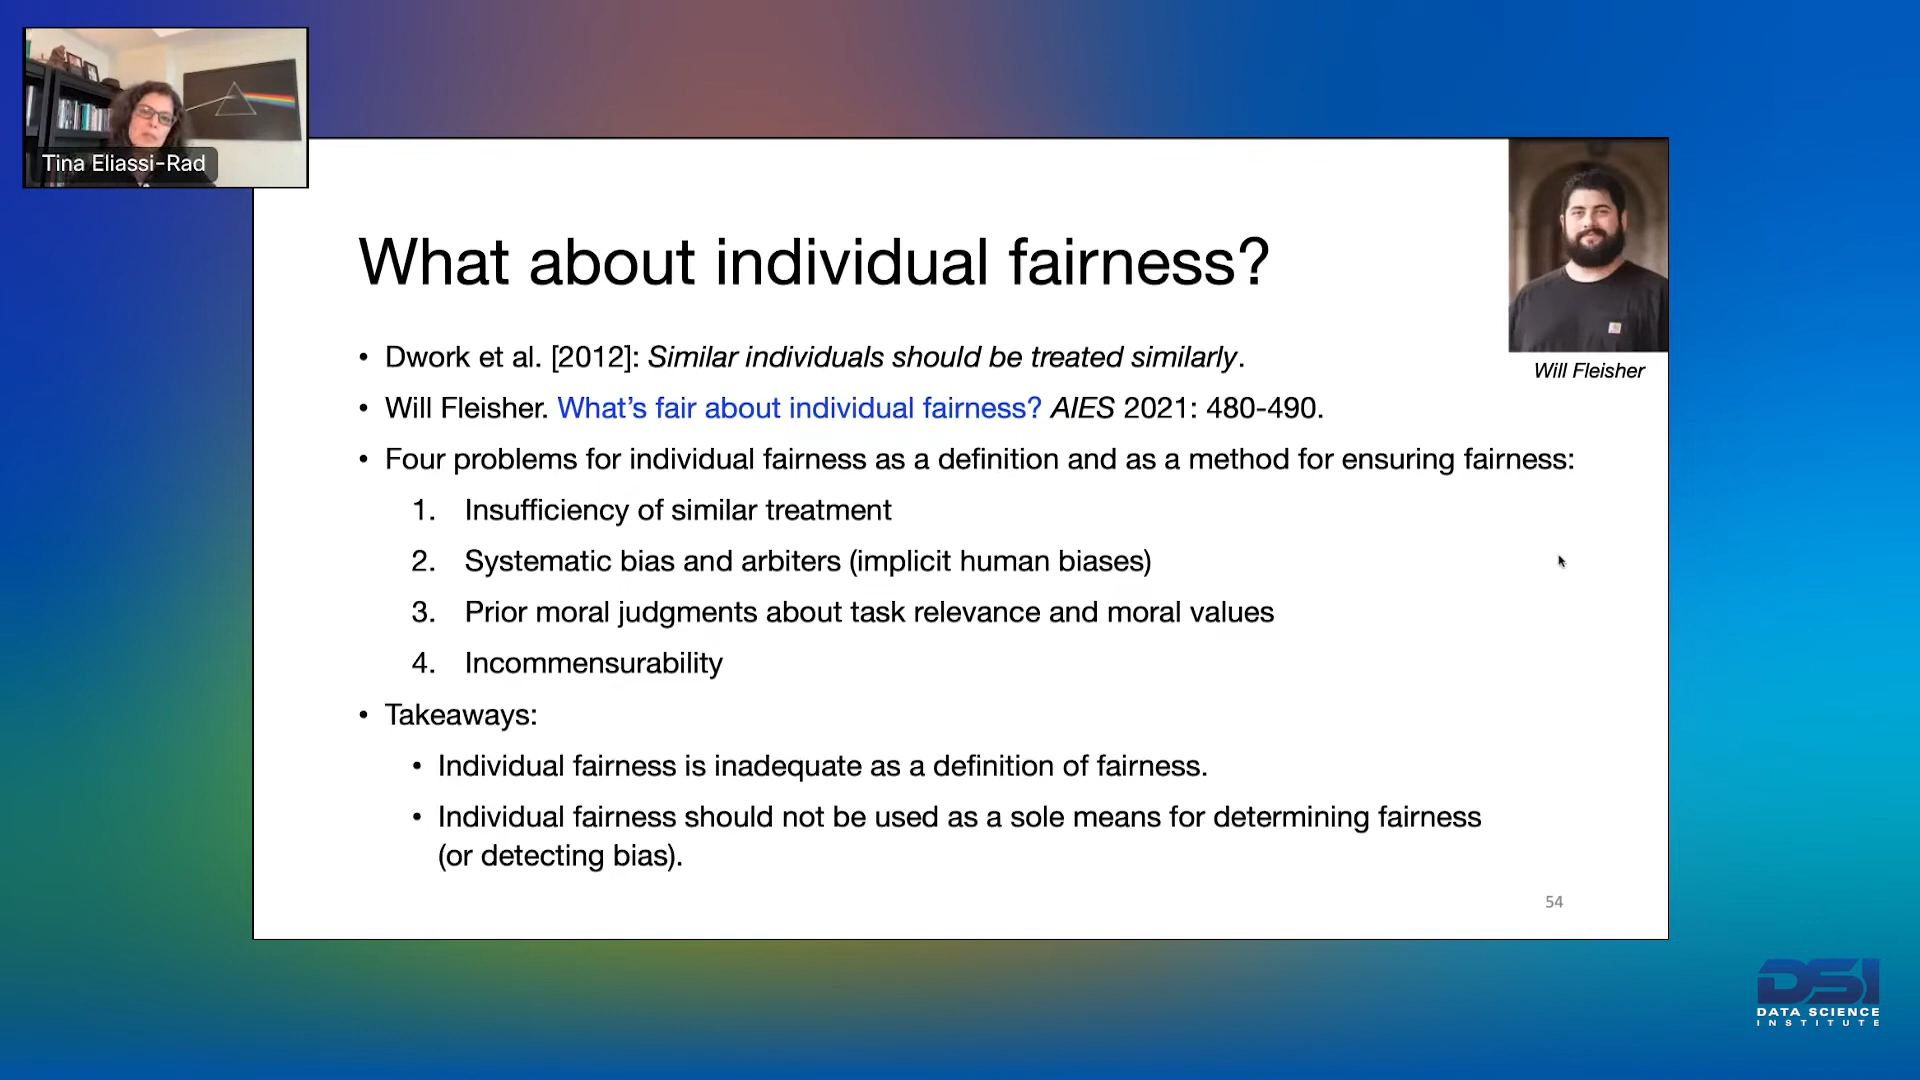 Tina Eliassi-Rad
What about individual fairness?
Will Fleisher
• Dwork et al. [2012]: Similar individuals should be treated similarly.
• Will Fleisher. What's fair about individual fairness? AIES 2021: 480-490.
• Four problems for individual fairness as a definition and as a method for ensuring fairness:
1. Insufficiency of similar treatment
2. Systematic bias and arbiters (implicit human biases)
3. Prior moral judgments about task relevance and moral values
4. Incommensurability
• Takeaways:
• Individual fairness is inadequate as a definition of fairness.
• Individual fairness should not be used as a sole means for determining fairness
(or detecting bias).
54
DSI
DATA SCIENCE
INSTITUTE